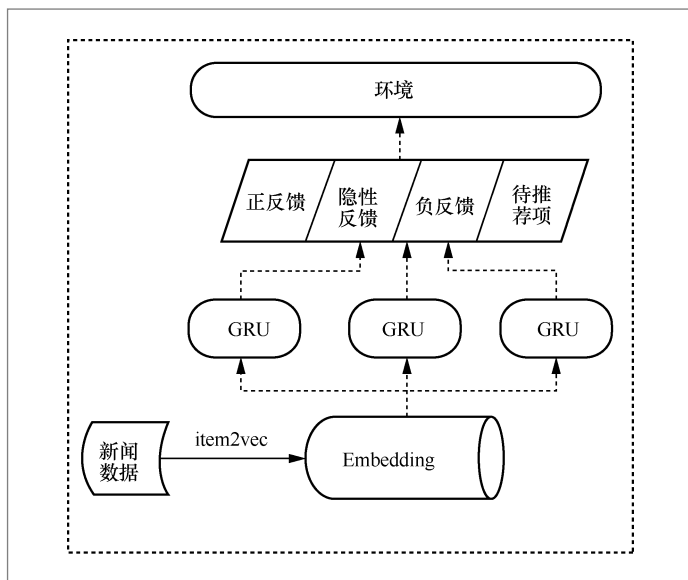 环境
正反馈
隐性
反馈
负反馈
待推
荐项
GRU
GRU
GRU
新闻
数据
item2vec
Embedding